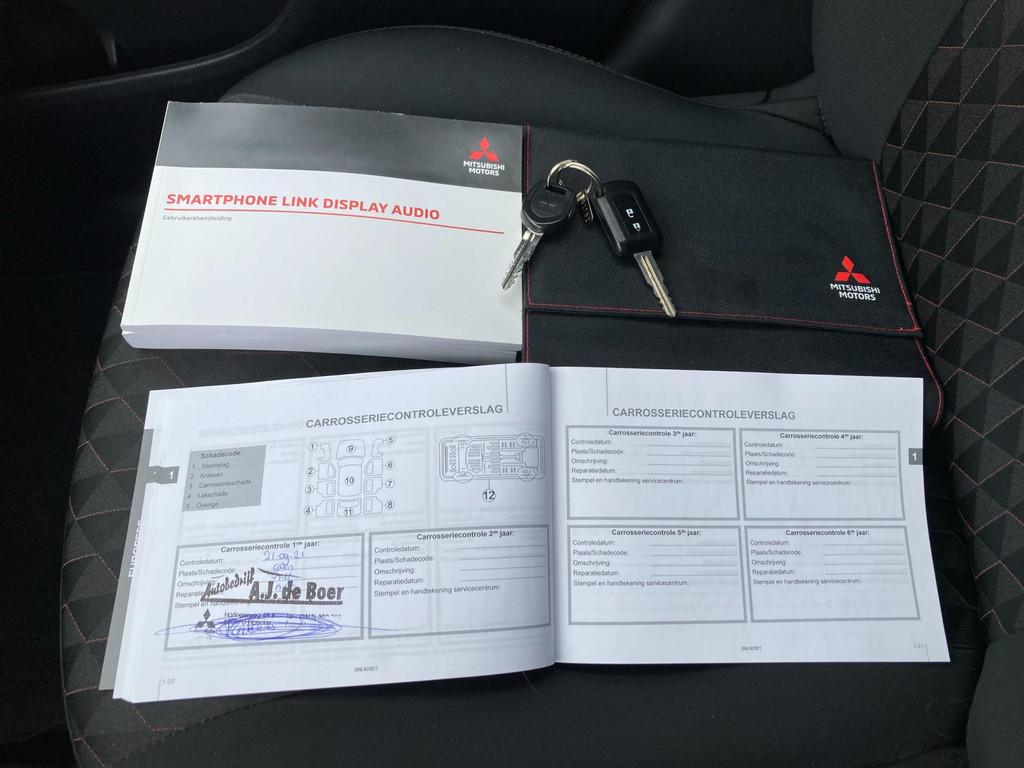 MITSUBISHI
MOTORS
SMARTPHONE LINK DISPLAY AUDIO
Gebruikershandleiding
MITSUBISHI
MOTORS
CARROSSERIECONTROLEVERSLAG
Schadecode:
1 Steenslag
2 Krassen
3 Carrosserieschade
4 Lakschade
5 Overige
1
2
3
4
5
6
7
8
9
10
11
12
1
Carrosseriecontrole 1ste jaar:
Controledatum: 21-09-21
Plaats/Schadecode:
Omschrijving:
Reparatiedatum:
Stempel en handtekening
Autobedrijf
A.J. de Boer
Carrosseriecontrole 2de jaar:
Controledatum:
Plaats/Schadecode:
Omschrijving:
Reparatiedatum:
Stempel en handtekening servicecentrum:
1-20
CARROSSERIECONTROLEVERSLAG
Carrosseriecontrole 3de jaar:
Controledatum:
Plaats/Schadecode:
Omschrijving:
Reparatiedatum:
Stempel en handtekening servicecentrum:
Carrosseriecontrole 4de jaar:
Controledatum:
Plaats/Schadecode:
Omschrijving:
Reparatiedatum:
Stempel en handtekening servicecentrum:
1
Carrosseriecontrole 5de jaar:
Controledatum:
Plaats/Schadecode:
Omschrijving:
Reparatiedatum:
Stempel en handtekening servicecentrum:
Carrosseriecontrole 6de jaar:
Controledatum:
Plaats/Schadecode:
Omschrijving:
Reparatiedatum:
Stempel en handtekening servicecentrum:
1-21